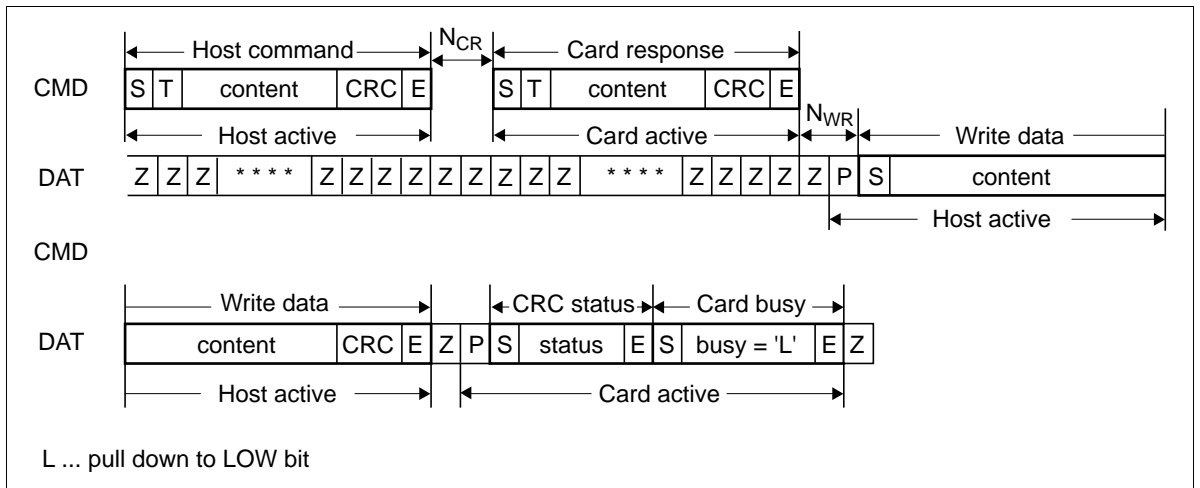 Host command N_CR Card response
CMD S T content CRC E S T content CRC E
Host active Card active N_WR Write data
DAT Z Z Z * * * * Z Z Z Z Z Z Z Z Z * * * * Z Z Z Z Z P S content
Host active
CMD
Write data CRC status Card busy
DAT content CRC E Z P S status E S busy = 'L' E Z
Host active Card active
L ... pull down to LOW bit